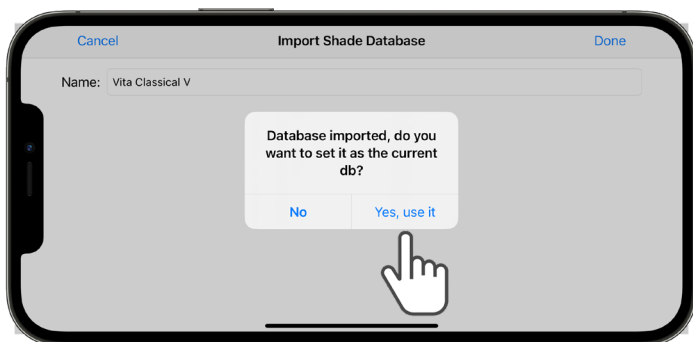 Cancel
Import Shade Database
Done
Name: Vita Classical V
Database imported, do you
want to set it as the current
db?
No
Yes, use it